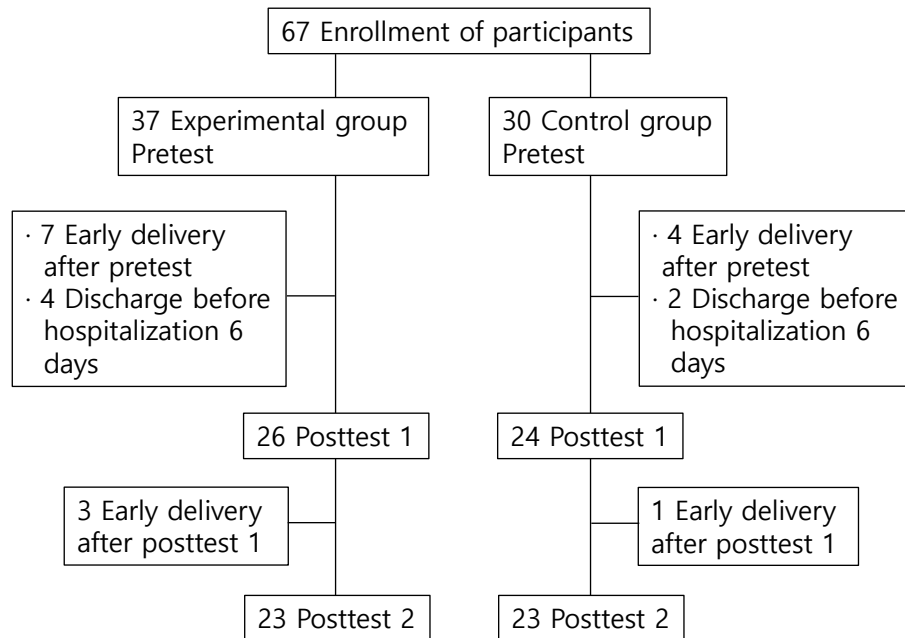 67 Enrollment of participants
37 Experimental group
Pretest
30 Control group
Pretest
· 7 Early delivery
after pretest
· 4 Discharge before
hospitalization 6
days
· 4 Early delivery
after pretest
· 2 Discharge before
hospitalization 6
days
26 Posttest 1
24 Posttest 1
3 Early delivery
after posttest 1
1 Early delivery
after posttest 1
23 Posttest 2
23 Posttest 2